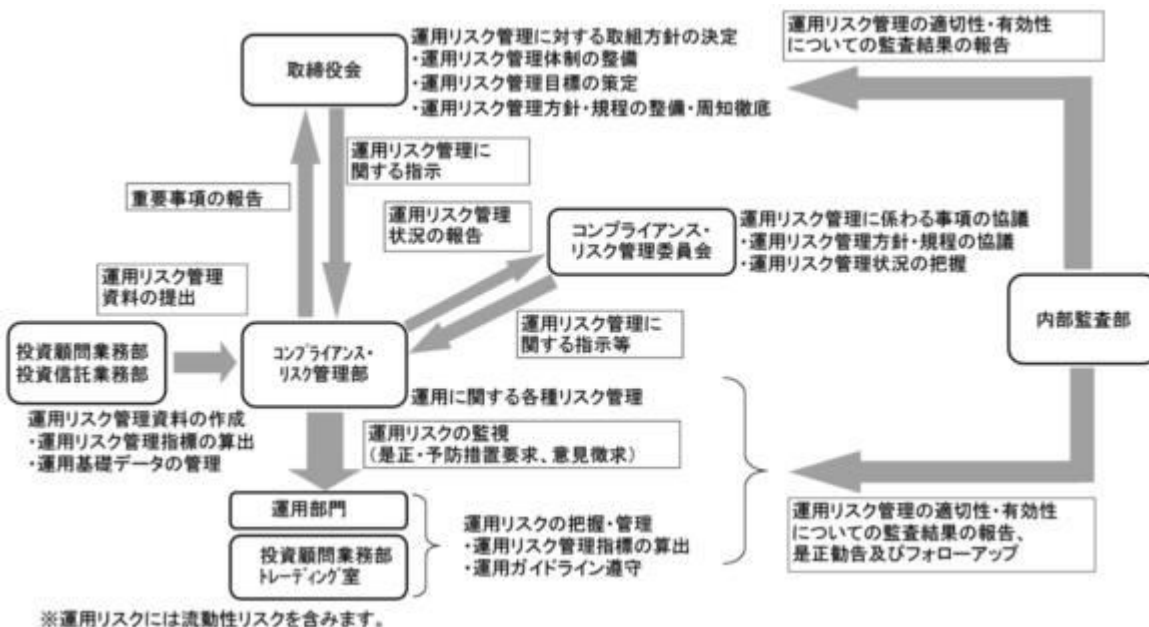 取締役会
運用リスク管理に対する取組方針の決定
・運用リスク管理体制の整備
・運用リスク管理目標の策定
・運用リスク管理方針・規程の整備・周知徹底
運用リスク管理の適切性・有効性
についての監査結果の報告
運用リスク管理に
関する指示
重要事項の報告
運用リスク管理
状況の報告
コンプライアンス・
リスク管理委員会
運用リスク管理に係わる事項の協議
・運用リスク管理方針・規程の協議
・運用リスク管理状況の把握
運用リスク管理
資料の提出
運用リスク管理に
関する指示等
内部監査部
投資顧問業務部
投資信託業務部
コンプライアンス・
リスク管理部
運用に関する各種リスク管理
運用リスク管理資料の作成
・運用リスク管理指標の算出
・運用基礎データの管理
運用リスクの監視
(是正・予防措置要求、意見徴求)
運用部門
投資顧問業務部
トレーディング室
運用リスクの把握・管理
・運用リスク管理指標の算出
・運用ガイドライン遵守
運用リスク管理の適切性・有効性
についての監査結果の報告、
是正勧告及びフォローアップ
※運用リスクには流動性リスクを含みます。